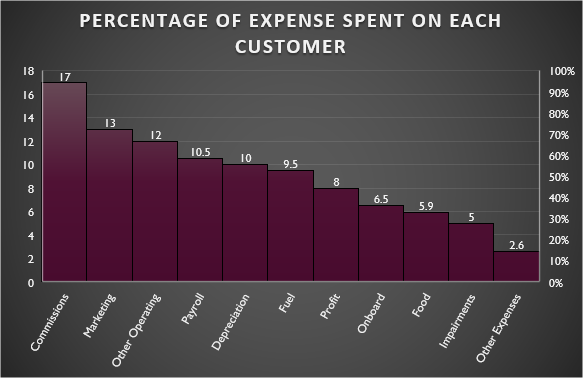 PERCENTAGE OF EXPENSE SPENT ON EACH
CUSTOMER
18
16
14
12
10
8
6
4
2
0
17
13
12
10.5
10
9.5
8
6.5
5.9
5
2.6
100%
90%
80%
70%
60%
50%
40%
30%
20%
10%
0%
Commissions
Marketing
Other Operating
Payroll
Depreciation
Fuel
Profit
Onboard
Food
Impairments
Other Expenses